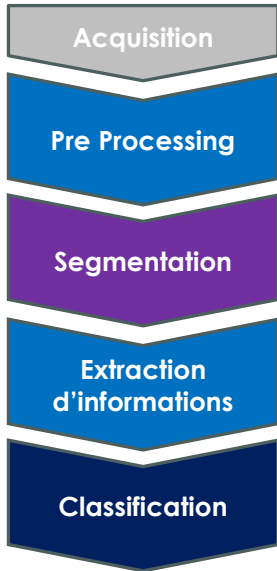 Acquisition
Pre Processing
Segmentation
Extraction
d’informations
Classification